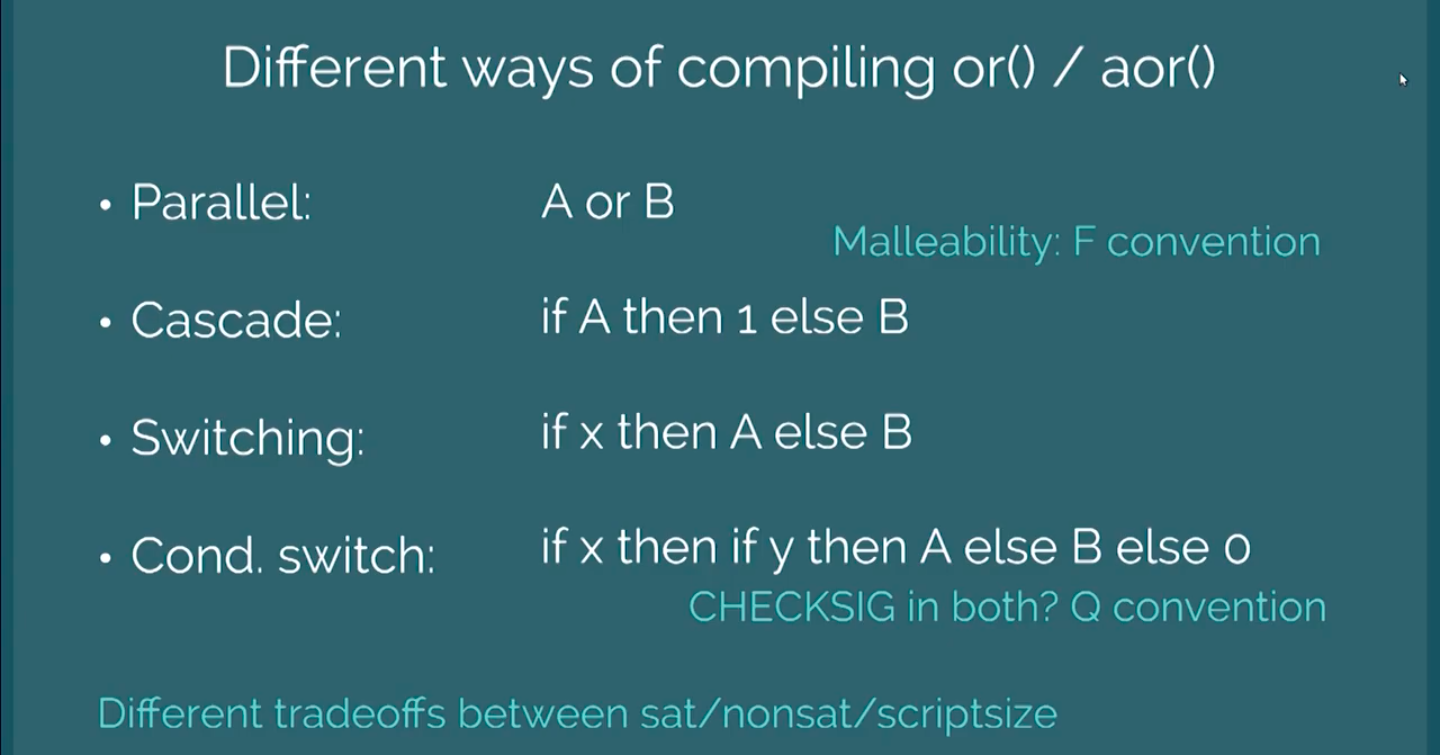 Different ways of compiling or() / aor()
• Parallel: A or B
Malleability: F convention
• Cascade: if A then 1 else B
• Switching: if x then A else B
• Cond. switch: if x then if y then A else B else 0
CHECKSIG in both? Q convention
Different tradeoffs between sat/nonsat/scriptsize